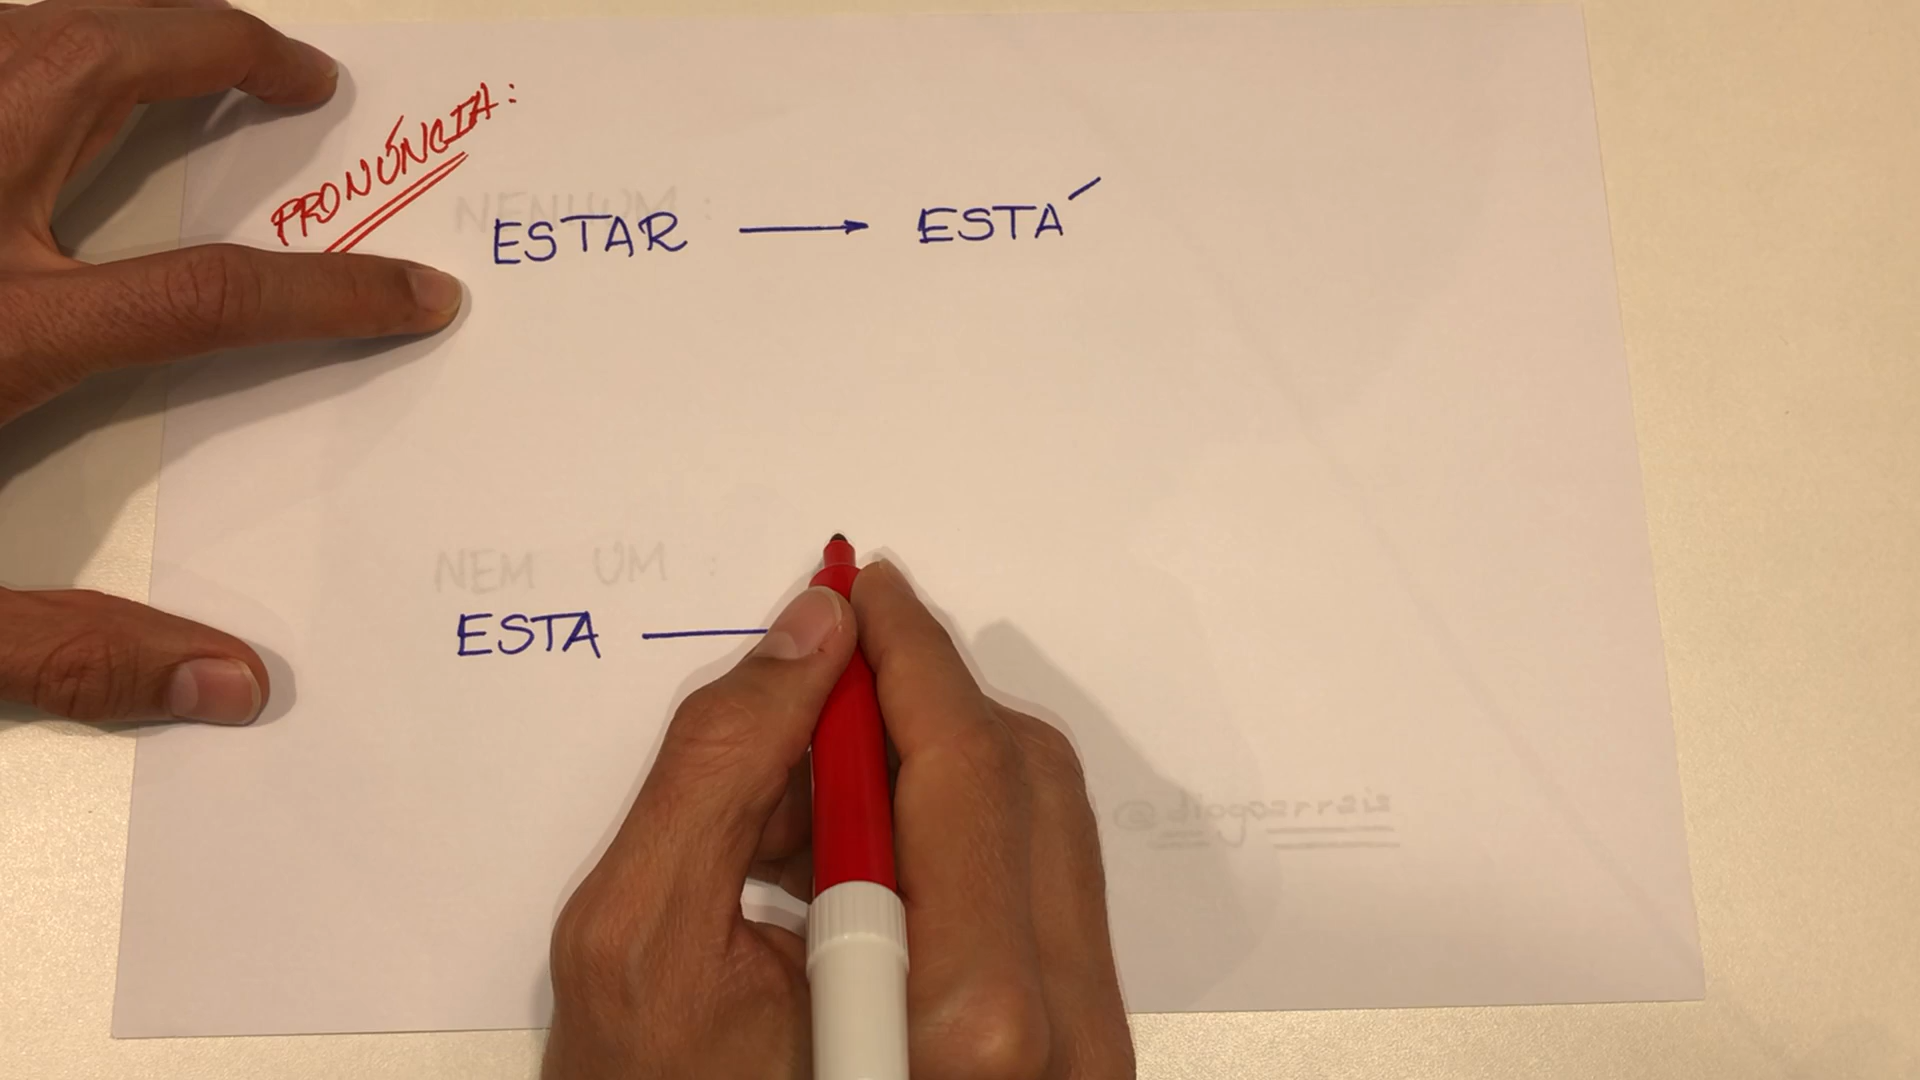 PRONÚNCIA:
NENHUM:
ESTAR → ESTÁ
NEM UM :
ESTA —
@diogoarrais